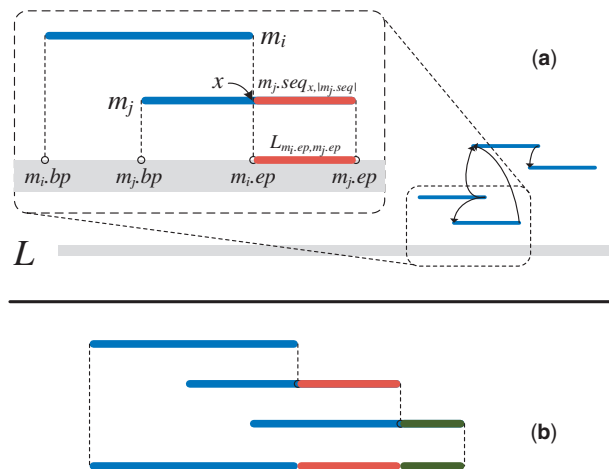 (a)
m_i
x m_j.seq_{x,|m_j.seq|}
m_j
L_{m_i.ep,m_j.ep}
m_i.bp m_j.bp m_i.ep m_j.ep
L
(b)